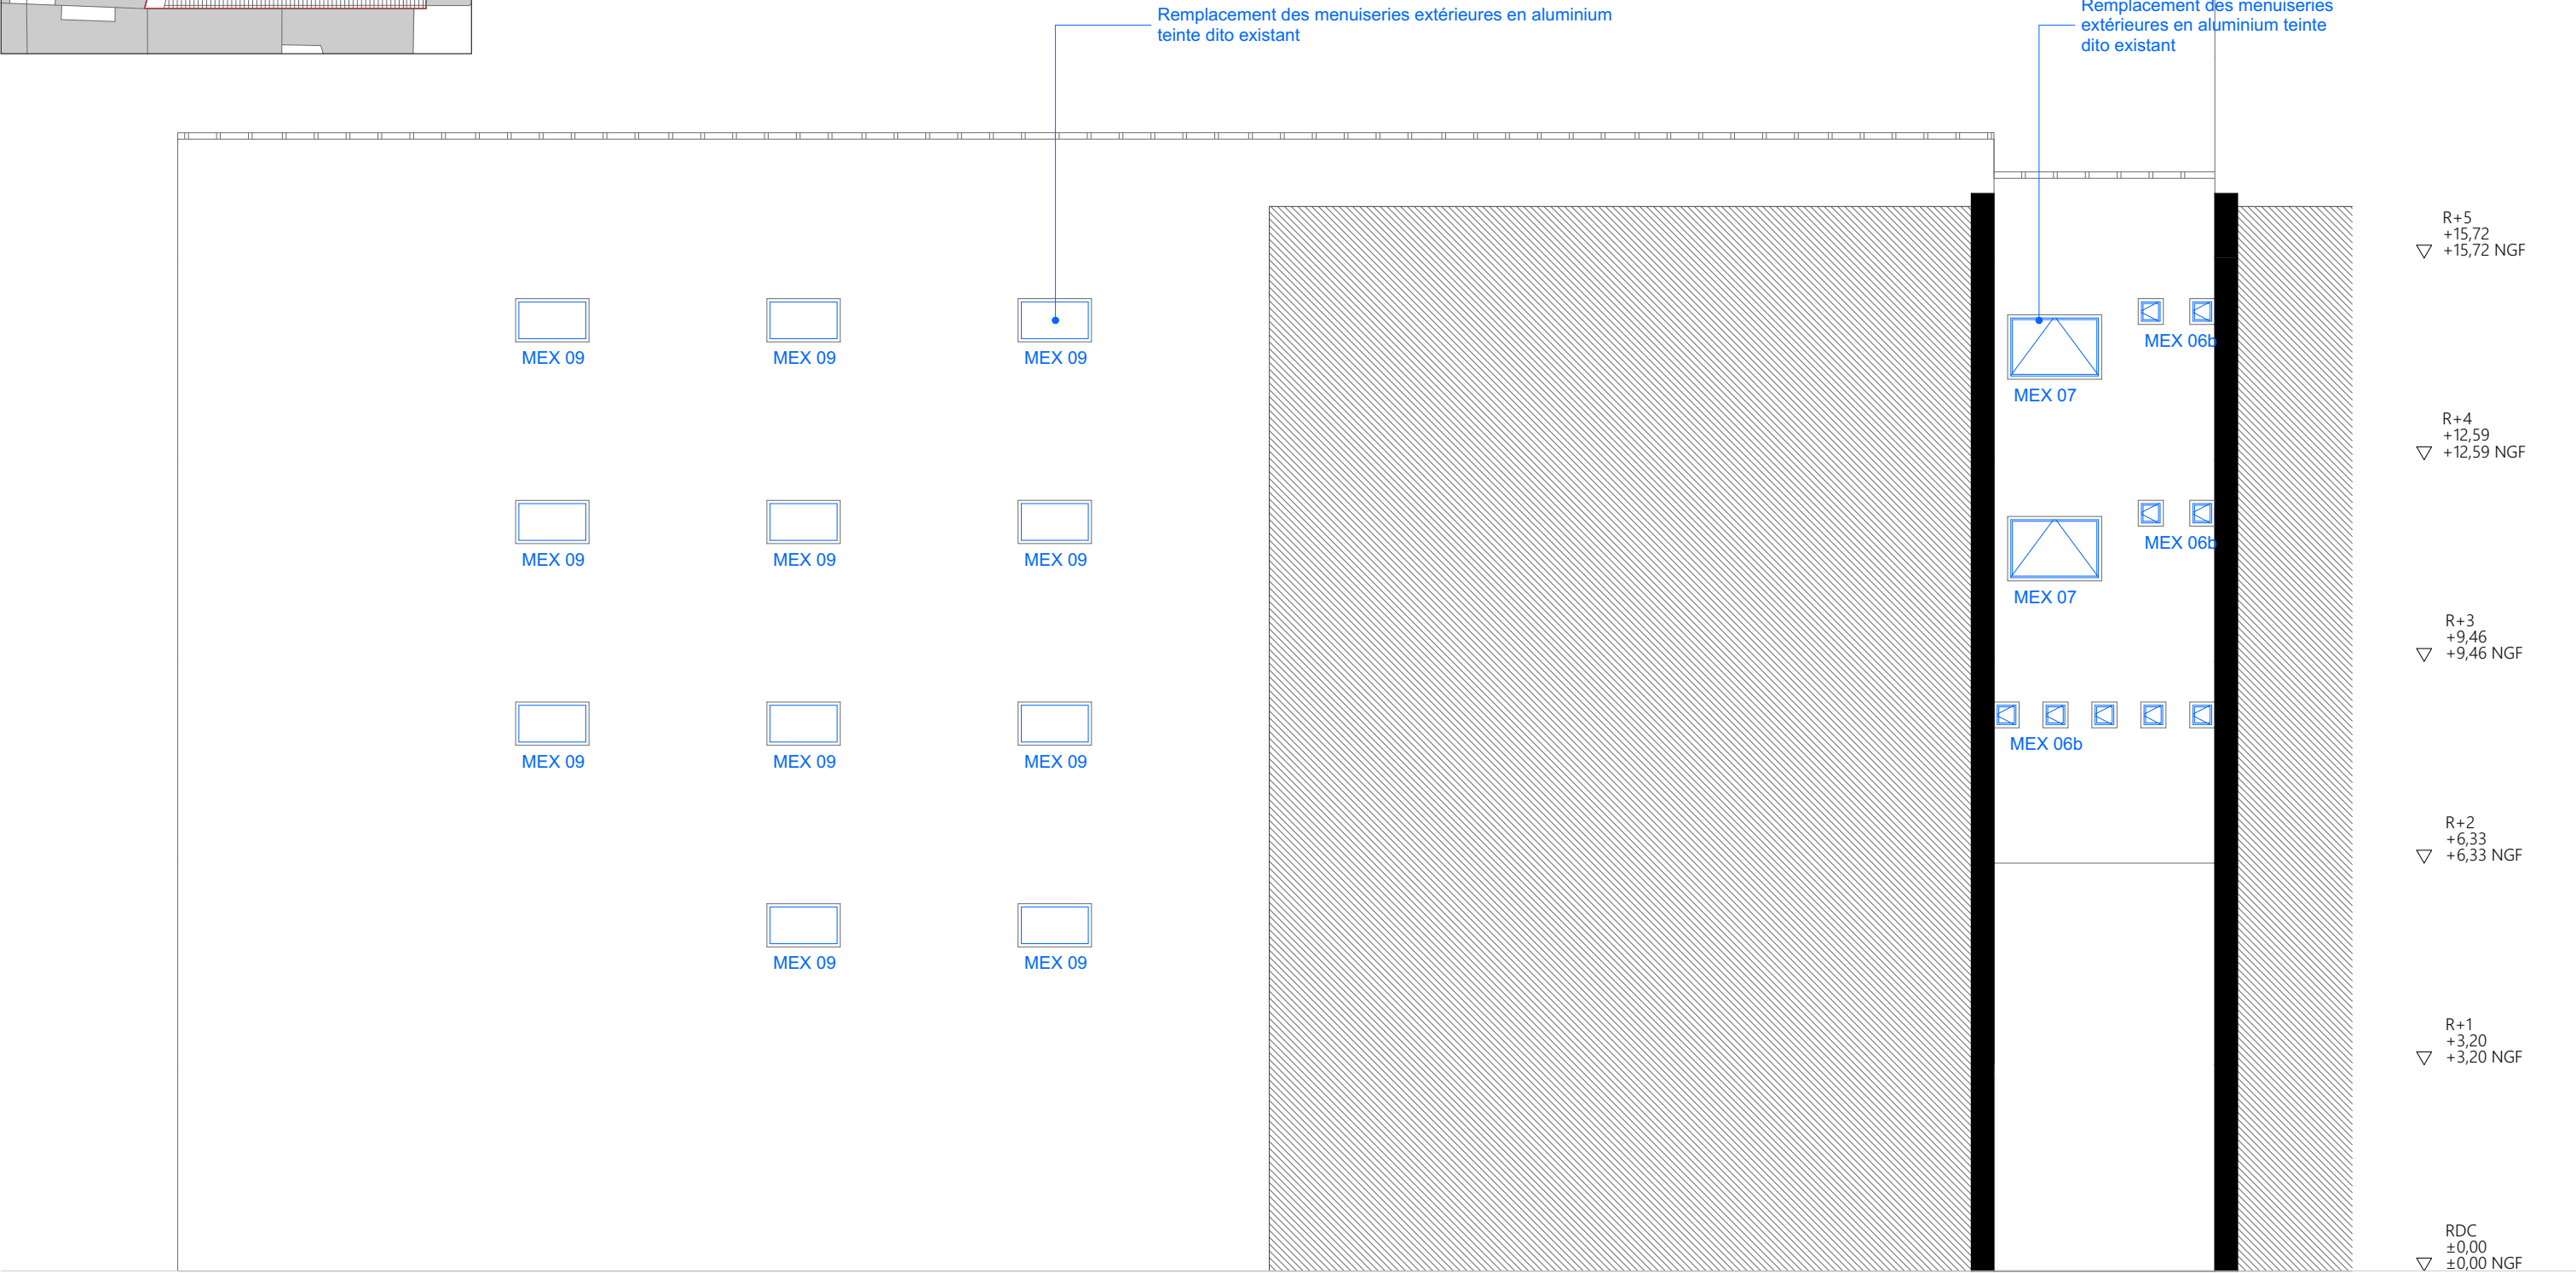 Remplacement des menuiseries extérieures en aluminium
teinte dito existant
Remplacement des menuiseries
extérieures en aluminium teinte
dito existant
R+5
+15,72
+15,72 NGF
MEX 09
MEX 09
MEX 09
MEX 06b
MEX 07
R+4
+12,59
+12,59 NGF
MEX 09
MEX 09
MEX 09
MEX 06b
MEX 07
R+3
+9,46
+9,46 NGF
MEX 09
MEX 09
MEX 09
MEX 06b
R+2
+6,33
+6,33 NGF
MEX 09
MEX 09
R+1
+3,20
+3,20 NGF
RDC
±0,00
±0,00 NGF